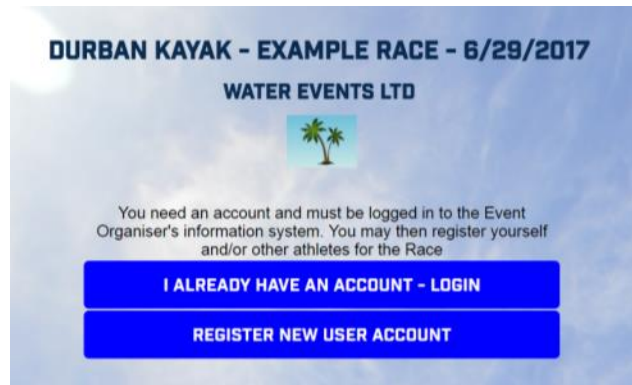 DURBAN KAYAK - EXAMPLE RACE - 6/29/2017
WATER EVENTS LTD
You need an account and must be logged in to the Event
Organiser's information system. You may then register yourself
and/or other athletes for the Race
I ALREADY HAVE AN ACCOUNT - LOGIN
REGISTER NEW USER ACCOUNT